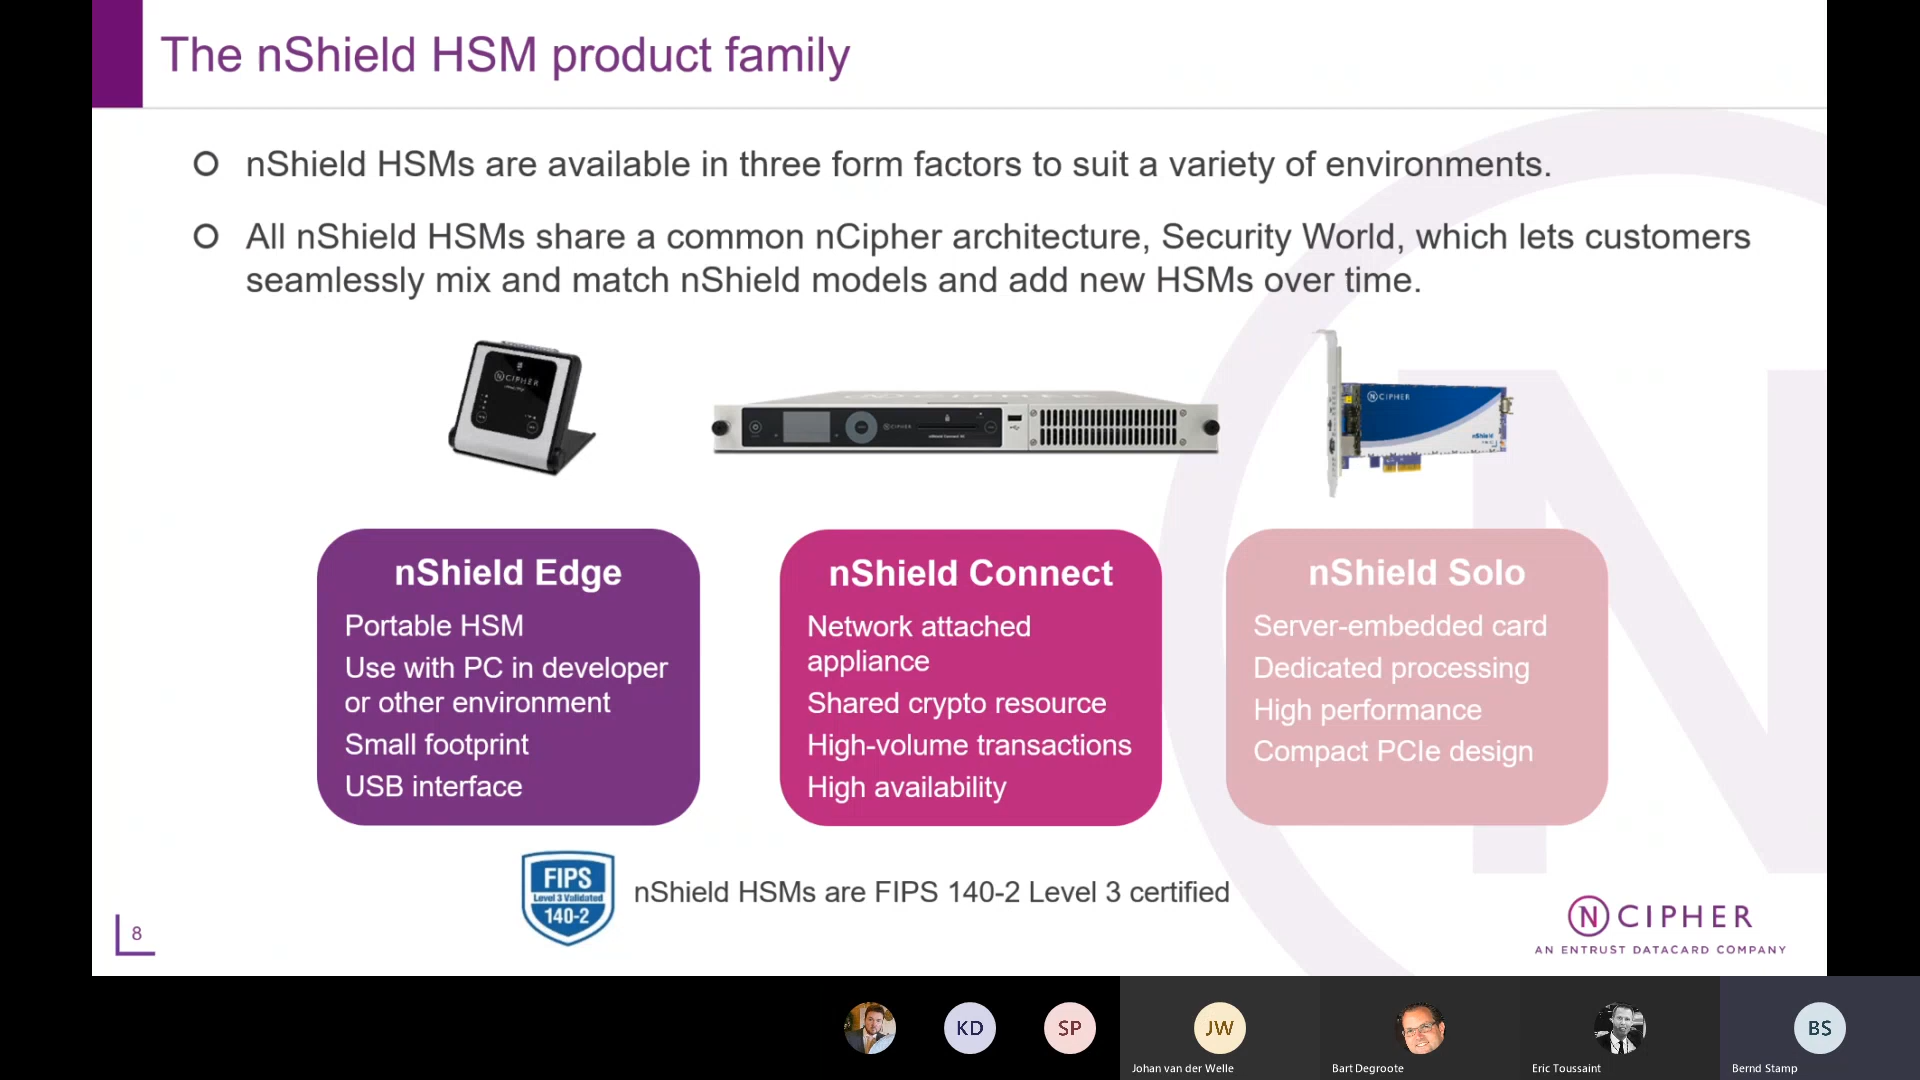 The nShield HSM product family
nShield HSMs are available in three form factors to suit a variety of environments.
All nShield HSMs share a common nCipher architecture, Security World, which lets customers
seamlessly mix and match nShield models and add new HSMs over time.
NCIPHER
NCIPHER
NCIPHER
NCIPHER
nShield
nShield Edge
Portable HSM
Use with PC in developer
or other environment
Small footprint
USB interface
nShield Connect
Network attached
appliance
Shared crypto resource
High-volume transactions
High availability
nShield Solo
Server-embedded card
Dedicated processing
High performance
Compact PCIe design
FIPS
Level 3 Validated
140-2
nShield HSMs are FIPS 140-2 Level 3 certified
8
NCIPHER
AN ENTRUST DATACARD COMPANY
KD
SP
JW
BS
Johan van der Welle
Bart Degroote
Eric Toussaint
Bernd Stamp